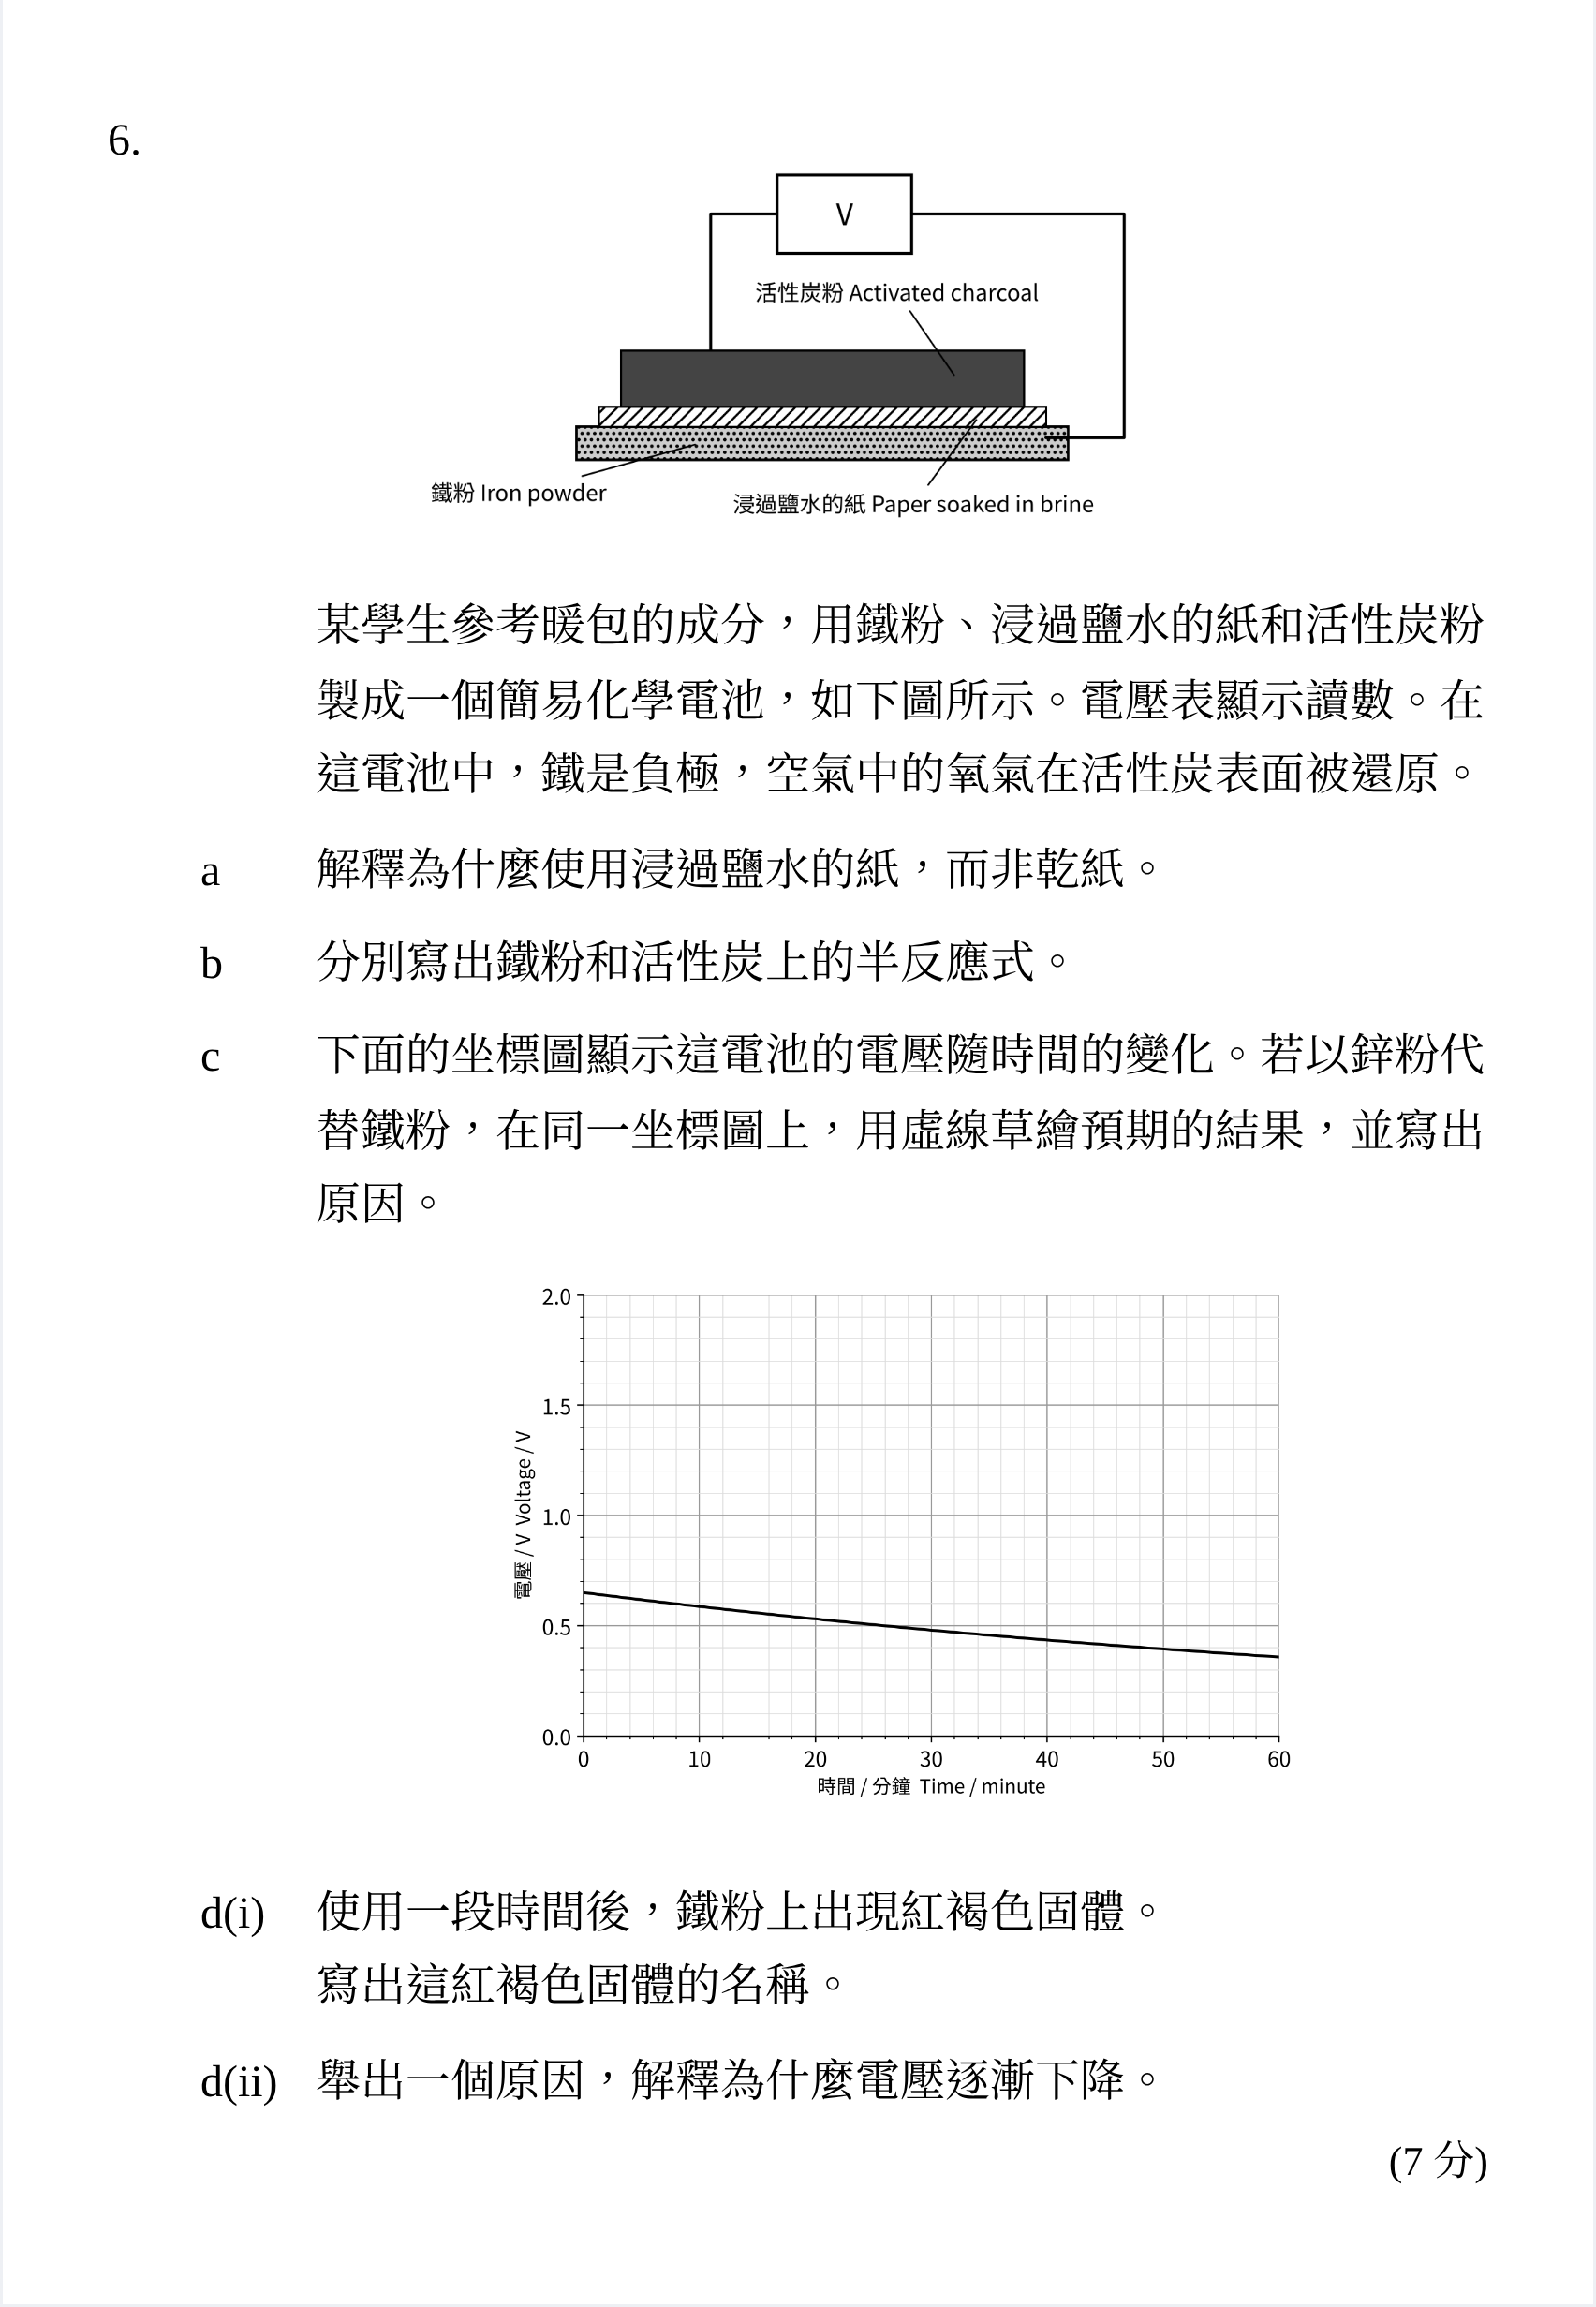 6.
V
活性炭粉 Activated charcoal
鐵粉 Iron powder
浸過鹽水的紙 Paper soaked in brine
某學生參考暖包的成分，用鐵粉、浸過鹽水的紙和活性炭粉
製成一個簡易化學電池，如下圖所示。電壓表顯示讀數。在
這電池中，鐵是負極，空氣中的氧氣在活性炭表面被還原。
a 解釋為什麼使用浸過鹽水的紙，而非乾紙。
b 分別寫出鐵粉和活性炭上的半反應式。
c 下面的坐標圖顯示這電池的電壓隨時間的變化。若以鋅粉代
替鐵粉，在同一坐標圖上，用虛線草繪預期的結果，並寫出
原因。
2.0
1.5
1.0
0.5
0.0
電壓 / V Voltage / V
0 10 20 30 40 50 60
時間 / 分鐘 Time / minute
d(i) 使用一段時間後，鐵粉上出現紅褐色固體。
寫出這紅褐色固體的名稱。
d(ii) 舉出一個原因，解釋為什麼電壓逐漸下降。
(7 分)